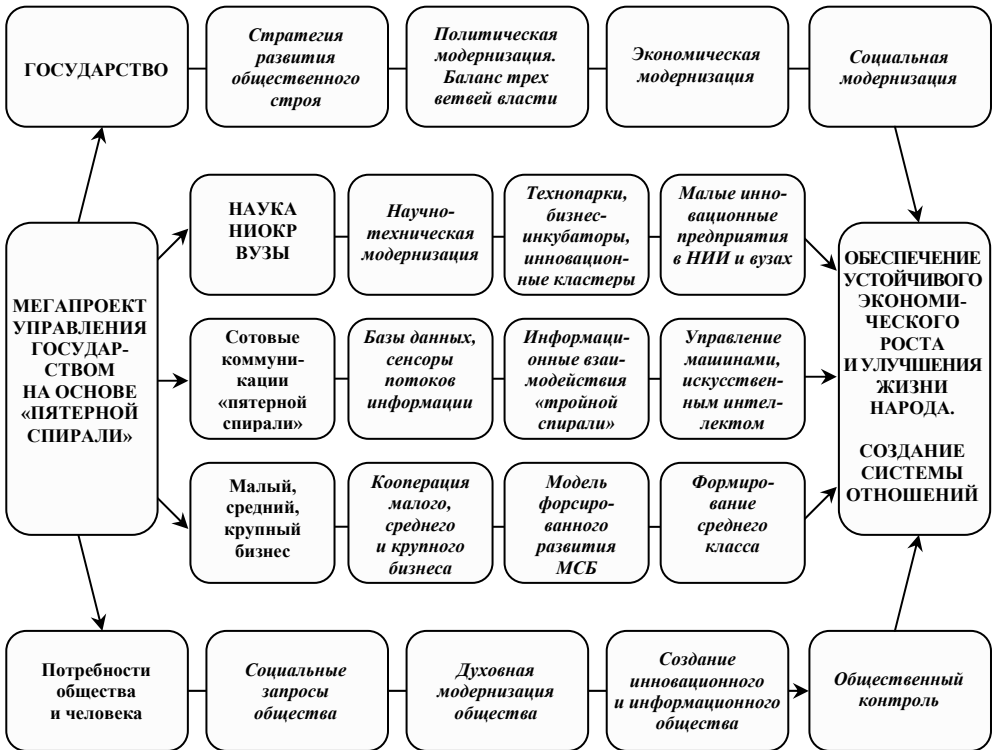 ГОСУДАРСТВО
Стратегия
развития
общественного
строя
Политическая
модернизация.
Баланс трех
ветвей власти
Экономическая
модернизация
Социальная
модернизация
МЕГАПРОЕКТ
УПРАВЛЕНИЯ
ГОСУДАР-
СТВОМ
НА ОСНОВЕ
«ПЯТЕРНОЙ
СПИРАЛИ»
НАУКА
НИОКР
ВУЗЫ
Научно-
техническая
модернизация
Технопарки,
бизнес-
инкубаторы,
инновацион-
ные кластеры
Малые инно-
вационные
предприятия
в НИИ и вузах
Сотовые
коммуни-
кации
«пятерной
спирали»
Базы данных,
сенсоры
потоков
информации
Информаци-
онные взаи-
модействия
«тройной
спирали»
Управление
машинами,
искусствен-
ным интел-
лектом
Малый,
средний,
крупный
бизнес
Кооперация
малого,
среднего
и крупного
бизнеса
Модель
форсиро-
ванного
развития
МСБ
Формиро-
вание
среднего
класса
ОБЕСПЕЧЕНИЕ
УСТОЙЧИВОГО
ЭКОНОМИ-
ЧЕСКОГО
РОСТА
И УЛУЧШЕНИЯ
ЖИЗНИ
НАРОДА.
СОЗДАНИЕ
СИСТЕМЫ
ОТНОШЕНИЙ
Потребности
общества
и человека
Социальные
запросы
общества
Духовная
модернизация
общества
Создание
инновационного
и информационного
общества
Общественный
контроль